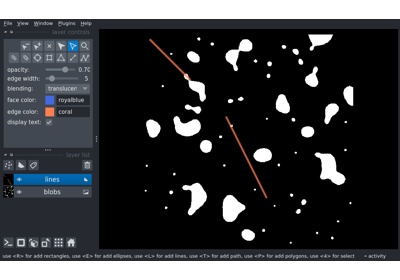 File View Window Plugins Help
layer controls
opacity: 0.70
edge width: 5
blending: translucen
face color: royalblue
edge color: coral
display text:
layer list
lines
blobs
use <R> for add rectangles, use <E> for add ellipses, use <L> for add lines, use <T> for add path, use <P> for add polygons, use <4> for select
activity